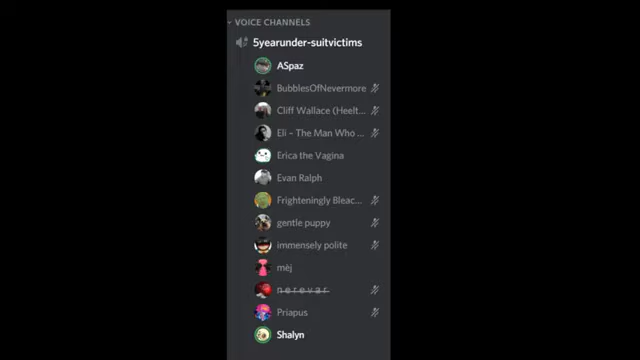 VOICE CHANNELS
5yearunder-suitvictims
ASpaz
BubblesOfNevermore
Cliff Wallace (Heelt...
Eli – The Man Who ...
Erica the Vagina
Evan Ralph
Frighteningly Bleac...
gentle puppy
immensely polite
mèj
n e r e v a r
Priapus
Shalyn